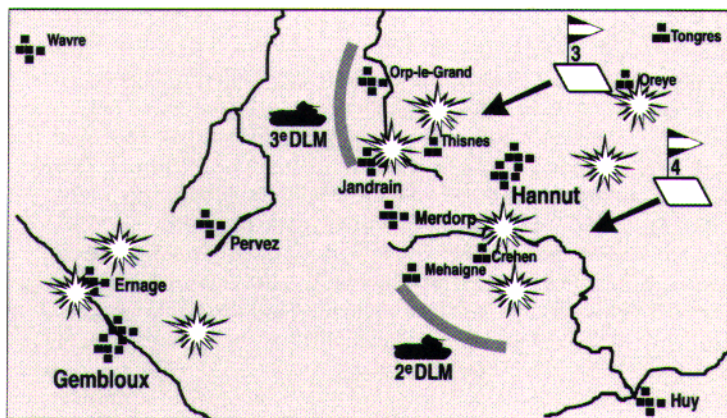 Wavre
Tongres
3
Orp-le-Grand
Oreye
3e DLM
Thisnes
4
Jandrain
Hannut
Merdorp
Pervez
Crehen
Mehaigne
Ernage
Gembloux
2e DLM
Huy